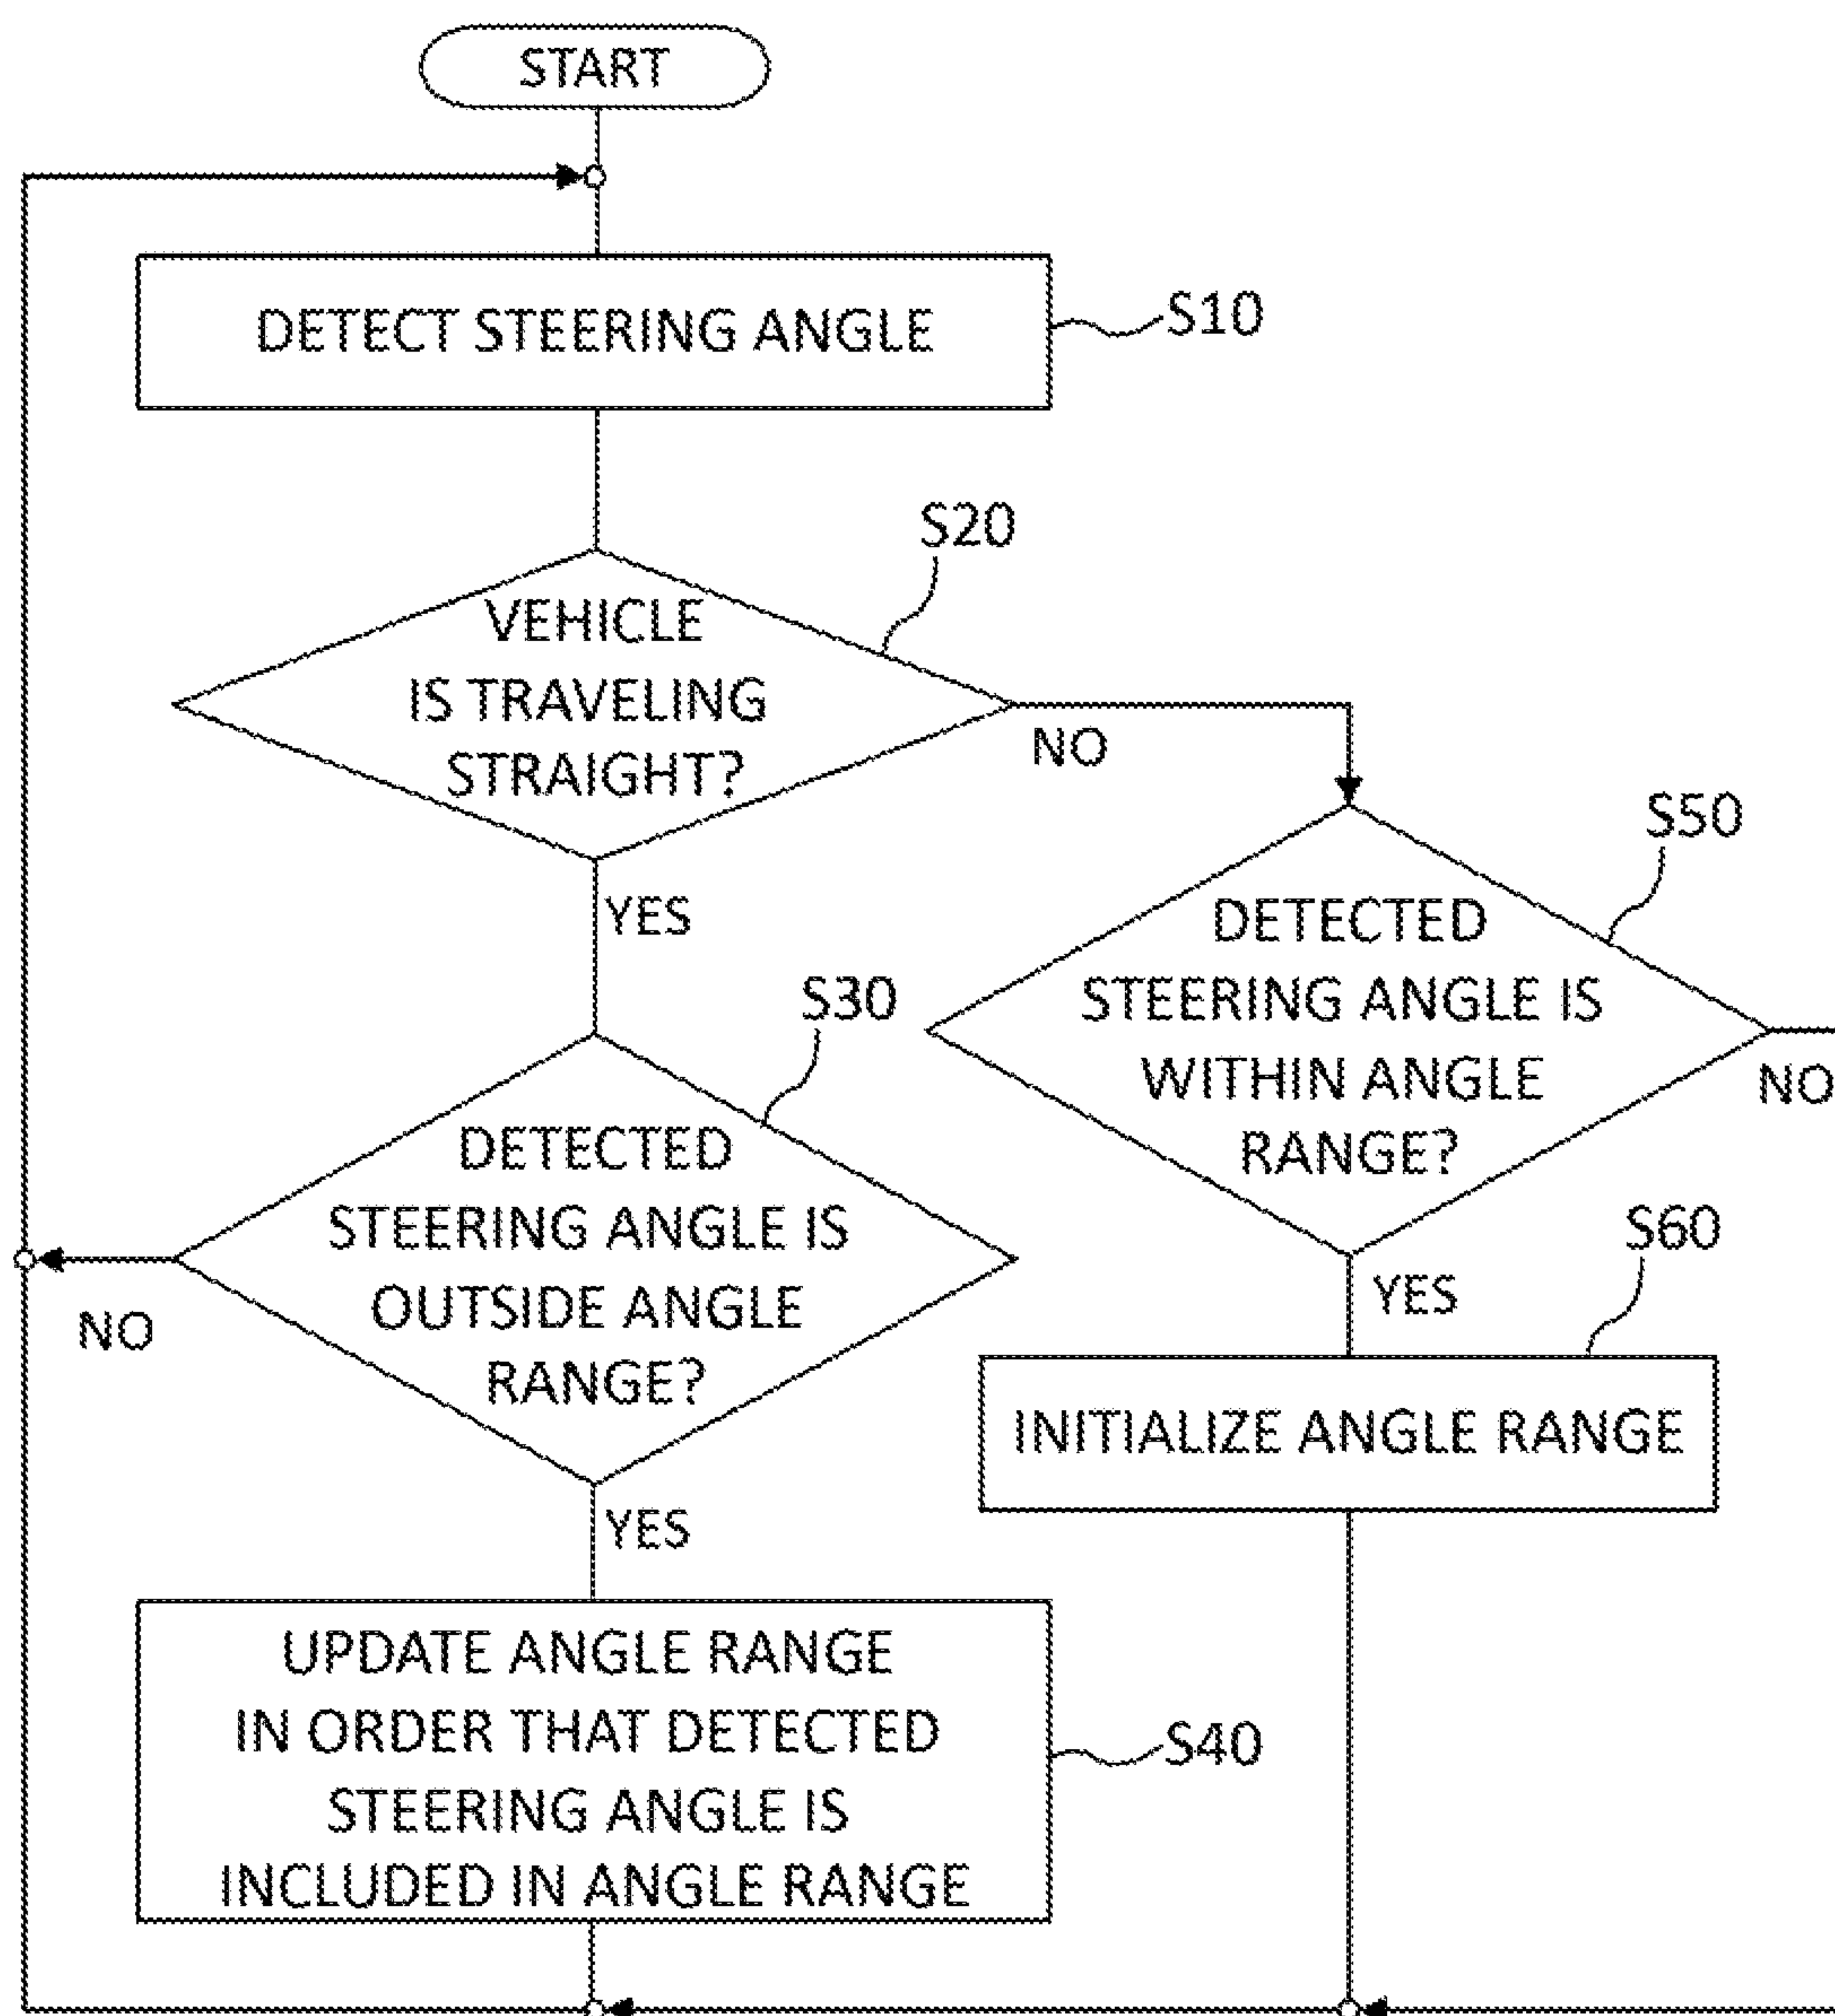 START
DETECT STEERING ANGLE
S10
S20
VEHICLE
IS TRAVELING
STRAIGHT?
NO
YES
S50
DETECTED
STEERING ANGLE IS
WITHIN ANGLE
RANGE?
NO
YES
S30
DETECTED
STEERING ANGLE IS
OUTSIDE ANGLE
RANGE?
NO
YES
S60
INITIALIZE ANGLE RANGE
UPDATE ANGLE RANGE
IN ORDER THAT DETECTED
STEERING ANGLE IS
INCLUDED IN ANGLE RANGE
S40